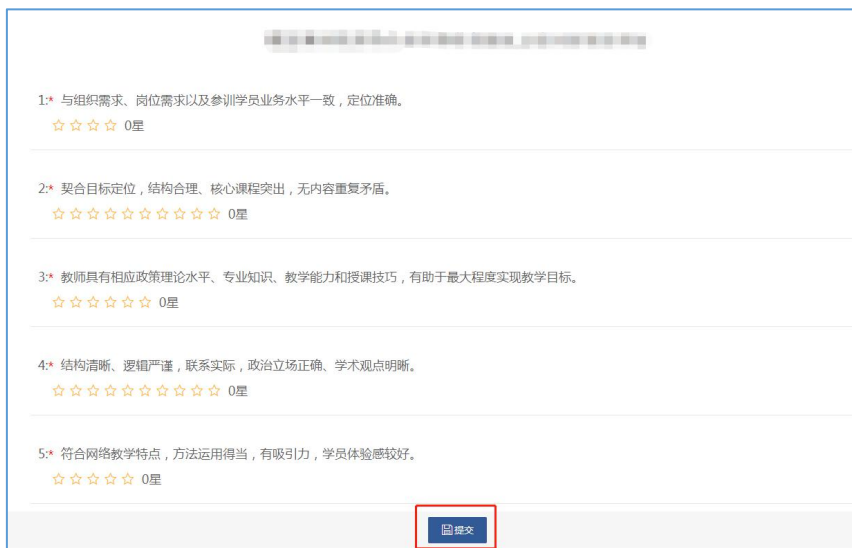 1:* 与组织需求、岗位需求以及参训学员业务水平一致，定位准确。
0星
2:* 契合目标定位，结构合理、核心课程突出，无内容重复矛盾。
0星
3:* 教师具有相应政策理论水平、专业知识、教学能力和授课技巧，有助于最大程度实现教学目标。
0星
4:* 结构清晰、逻辑严谨，联系实际，政治立场正确、学术观点明晰。
0星
5:* 符合网络教学特点，方法运用得当，有吸引力，学员体验感较好。
0星
提交